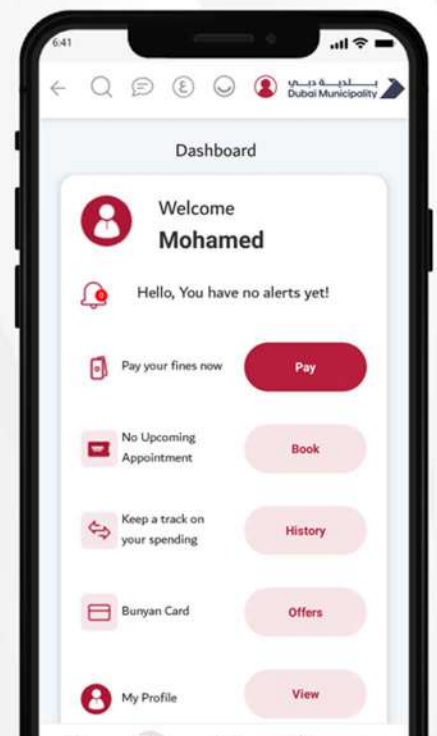 6:41
ع
بلدية دبي
Dubai Municipality
Dashboard
Welcome
Mohamed
0
Hello, You have no alerts yet!
Pay your fines now
Pay
No Upcoming
Appointment
Book
Keep a track on
your spending
History
Bunyan Card
Offers
My Profile
View